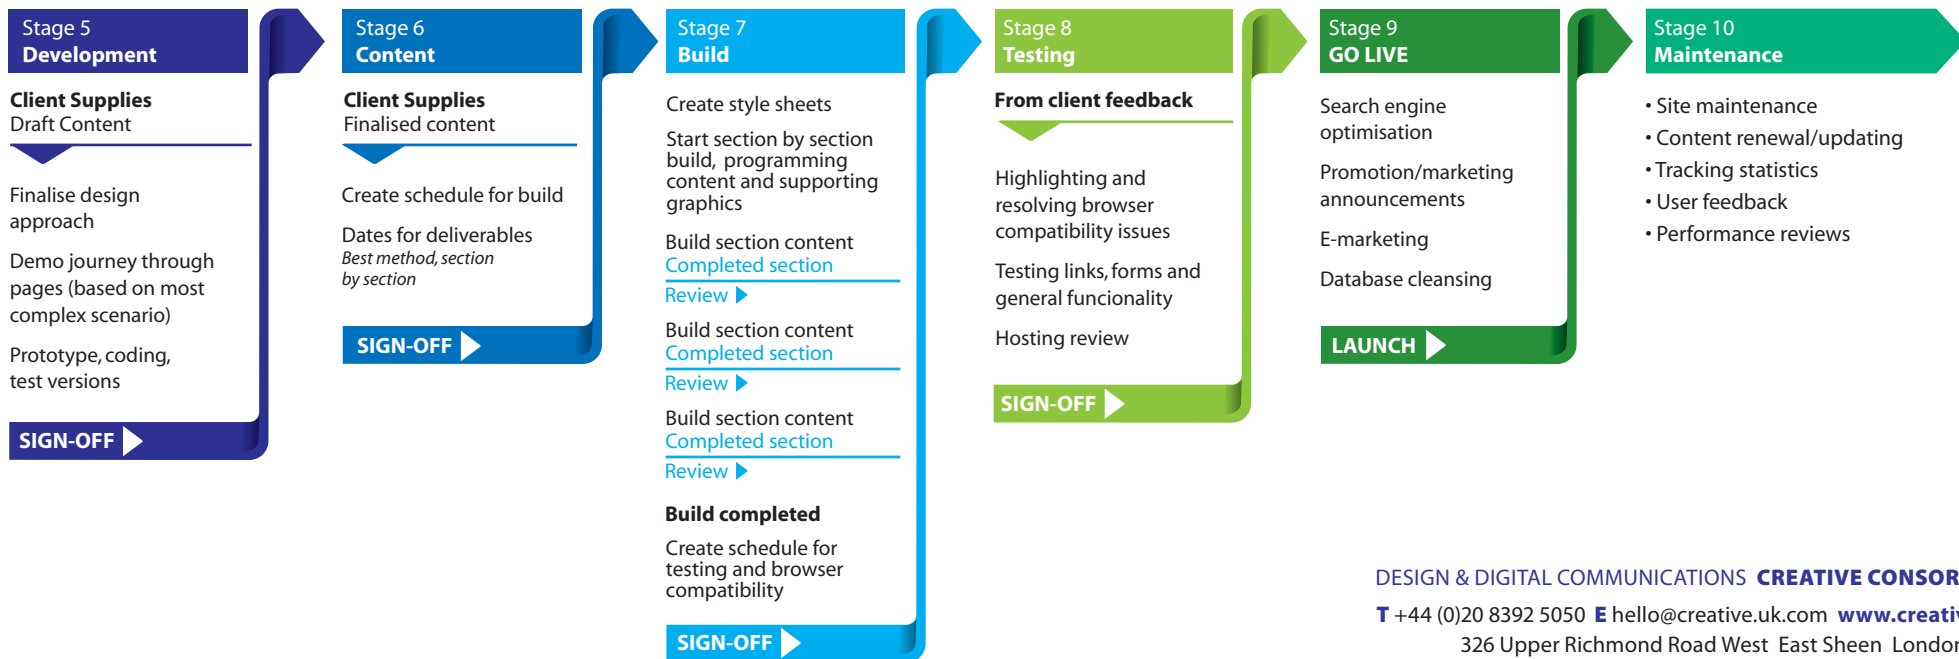 Stage 5
Development
Client Supplies
Draft Content
Finalise design
approach
Demo journey through
pages (based on most
complex scenario)
Prototype, coding,
test versions
SIGN-OFF
Stage 6
Content
Client Supplies
Finalised content
Create schedule for build
Dates for deliverables
Best method, section
by section
SIGN-OFF
Stage 7
Build
Create style sheets
Start section by section
build, programming
content and supporting
graphics
Build section content
Completed section
Review
Build section content
Completed section
Review
Build section content
Completed section
Review
Build completed
Create schedule for
testing and browser
compatibility
SIGN-OFF
Stage 8
Testing
From client feedback
Highlighting and
resolving browser
compatibility issues
Testing links, forms and
general funcionality
Hosting review
SIGN-OFF
Stage 9
GO LIVE
Search engine
optimisation
Promotion/marketing
announcements
E-marketing
Database cleansing
LAUNCH
Stage 10
Maintenance
• Site maintenance
• Content renewal/updating
• Tracking statistics
• User feedback
• Performance reviews
DESIGN & DIGITAL COMMUNICATIONS CREATIVE CONSOR
T +44 (0)20 8392 5050 E hello@creative.uk.com www.creativ
326 Upper Richmond Road West East Sheen London